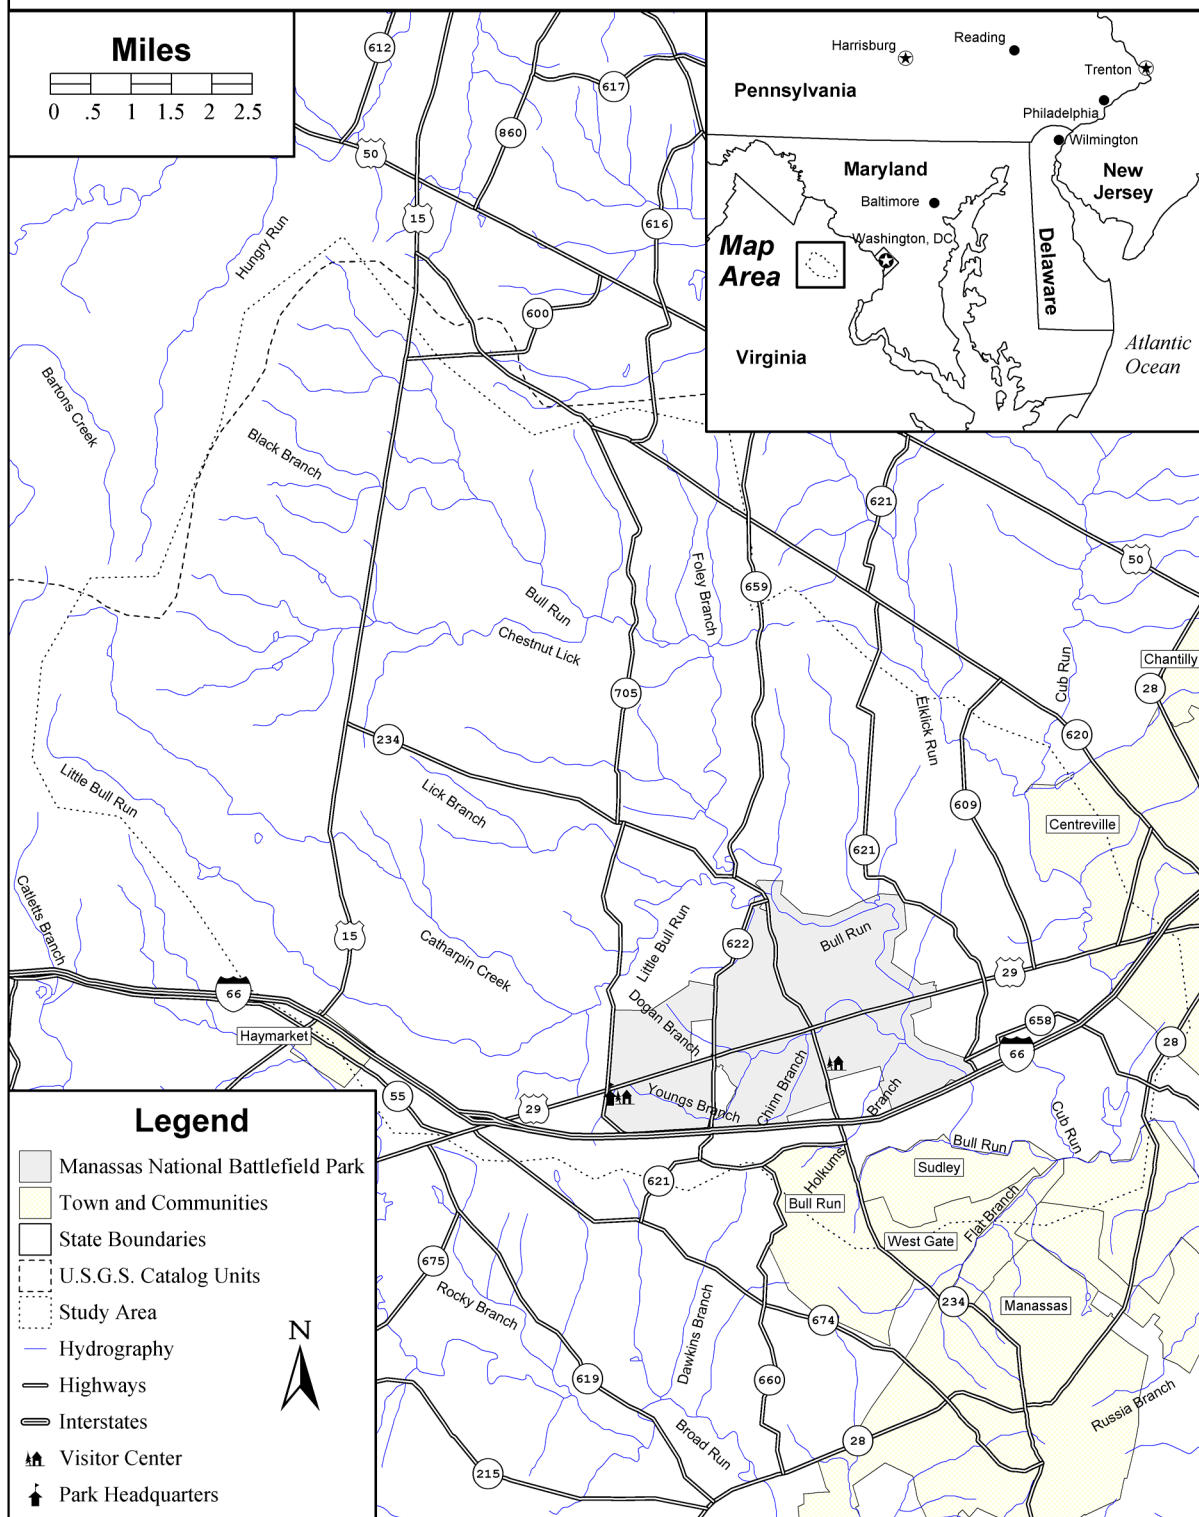 Miles
0 .5 1 1.5 2 2.5
612
617
860
50
15
616
600
Hungry Run
Bartons Creek
Black Branch
Harrisburg
Reading
Trenton
Pennsylvania
Philadelphia
Wilmington
Maryland
New
Jersey
Baltimore
Washington, DC
Map
Area
Delaware
Virginia
Atlantic
Ocean
621
50
659
Foley Branch
Bull Run
Chestnut Lick
Cub Run
Chantilly
28
705
Elklick Run
620
234
Little Bull Run
Lick Branch
609
Centreville
621
Catletts Branch
15
Catharpin Creek
Little Bull Run
622
Bull Run
29
66
Dogan Branch
658
28
Haymarket
66
Chinn Branch
55
29
Youngs Branch
Branch
Cub Run
Bull Run
Sudley
Holkums
621
Bull Run
Flat Branch
West Gate
675
Rocky Branch
Dawkins Branch
234
Manassas
674
619
660
Russia Branch
Broad Run
28
215
Legend
Manassas National Battlefield Park
Town and Communities
State Boundaries
U.S.G.S. Catalog Units
Study Area
Hydrography
Highways
Interstates
Visitor Center
Park Headquarters
N